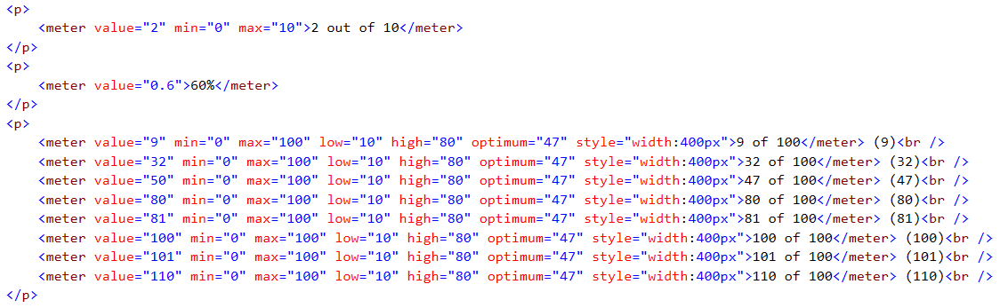 <p>
    <meter value="2" min="0" max="10">2 out of 10</meter>
</p>
<p>
    <meter value="0.6">60%</meter>
</p>
<p>
    <meter value="9" min="0" max="100" low="10" high="80" optimum="47" style="width:400px">9 of 100</meter> (9)<br />
    <meter value="32" min="0" max="100" low="10" high="80" optimum="47" style="width:400px">32 of 100</meter> (32)<br />
    <meter value="50" min="0" max="100" low="10" high="80" optimum="47" style="width:400px">47 of 100</meter> (47)<br />
    <meter value="80" min="0" max="100" low="10" high="80" optimum="47" style="width:400px">80 of 100</meter> (80)<br />
    <meter value="81" min="0" max="100" low="10" high="80" optimum="47" style="width:400px">81 of 100</meter> (81)<br />
    <meter value="100" min="0" max="100" low="10" high="80" optimum="47" style="width:400px">100 of 100</meter> (100)<br />
    <meter value="101" min="0" max="100" low="10" high="80" optimum="47" style="width:400px">101 of 100</meter> (101)<br />
    <meter value="110" min="0" max="100" low="10" high="80" optimum="47" style="width:400px">110 of 100</meter> (110)<br />
</p>